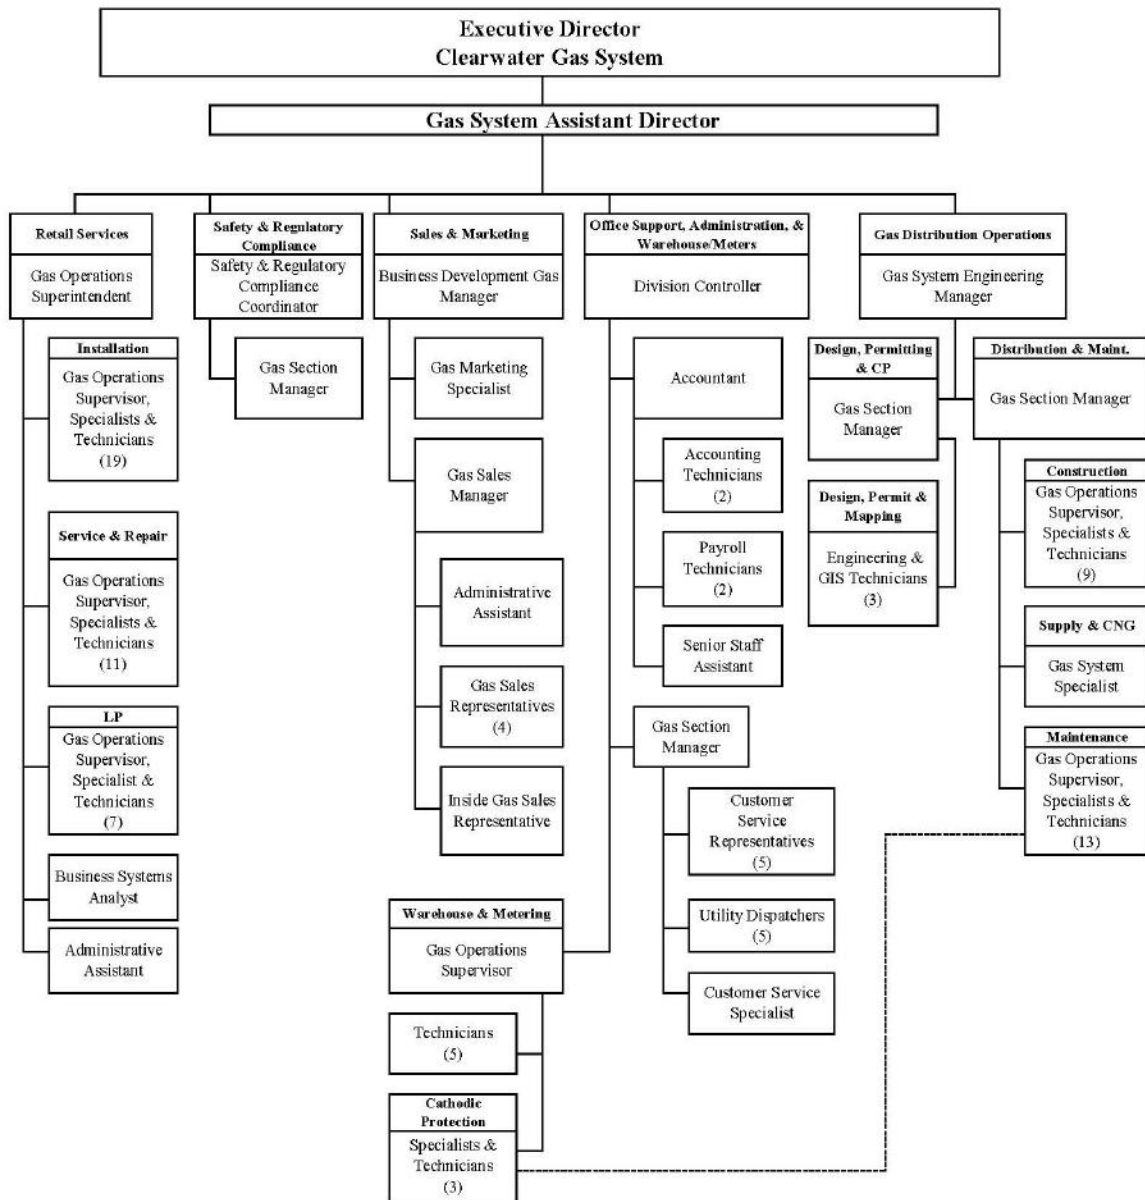 Executive Director
Clearwater Gas System
Gas System Assistant Director
Retail Services
Gas Operations
Superintendent
Installation
Gas Operations
Supervisor,
Specialists &
Technicians
(19)
Service & Repair
Gas Operations
Supervisor,
Specialists &
Technicians
(11)
LP
Gas Operations
Supervisor,
Specialist &
Technicians
(7)
Business Systems
Analyst
Administrative
Assistant
Safety & Regulatory
Compliance
Safety & Regulatory
Compliance
Coordinator
Gas Section
Manager
Sales & Marketing
Business Development Gas
Manager
Gas Marketing
Specialist
Gas Sales
Manager
Administrative
Assistant
Gas Sales
Representatives
(4)
Inside Gas Sales
Representative
Office Support, Administration, &
Warehouse/Meters
Division Controller
Accountant
Accounting
Technicians
(2)
Payroll
Technicians
(2)
Senior Staff
Assistant
Gas Section
Manager
Customer
Service
Representatives
(5)
Utility Dispatchers
(5)
Customer Service
Specialist
Warehouse & Metering
Gas Operations
Supervisor
Technicians
(5)
Cathodic
Protection
Specialists &
Technicians
(3)
Gas Distribution Operations
Gas System Engineering
Manager
Design, Permitting
& CP
Gas Section
Manager
Design, Permit &
Mapping
Engineering &
GIS Technicians
(3)
Distribution & Maint.
Gas Section Manager
Construction
Gas Operations
Supervisor,
Specialists &
Technicians
(9)
Supply & CNG
Gas System
Specialist
Maintenance
Gas Operations
Supervisor,
Specialists &
Technicians
(13)